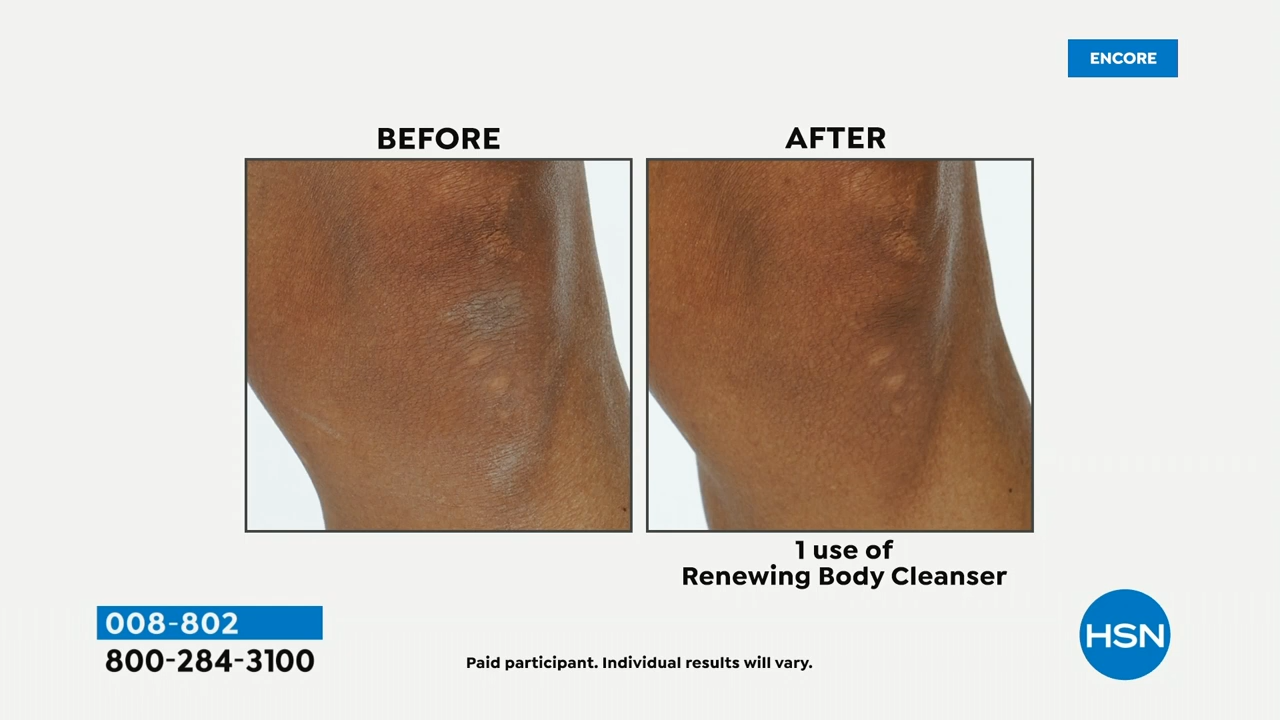 ENCORE
BEFORE
AFTER
1 use of
Renewing Body Cleanser
008-802
800-284-3100
Paid participant. Individual results will vary.
HSN